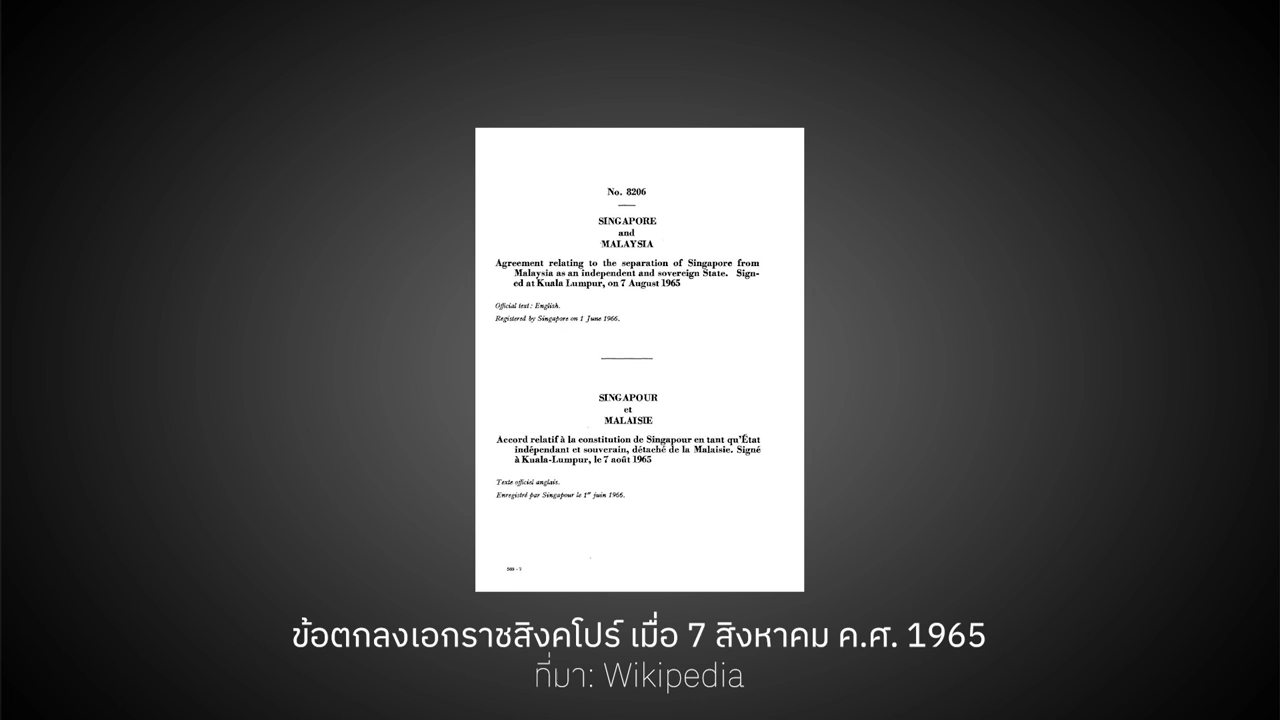 No. 8206
SINGAPORE
and
MALAYSIA
Agreement relating to the separation of Singapore from
Malaysia as an independent and sovereign State. Sign-
ed at Kuala Lumpur, on 7 August 1965
Official text: English.
Registered by Singapore on 1 June 1966.
SINGAPOUR
et
MALAISIE
Accord relatif à la constitution de Singapour en tant qu'État
indépendant et souverain, détaché de la Malaisie. Signé
à Kuala-Lumpur, le 7 août 1965
Texte officiel anglais.
Enregistré par Singapour le 1er juin 1966.
ข้อตกลงเอกราชสิงคโปร์ เมื่อ 7 สิงหาคม ค.ศ. 1965
ที่มา: Wikipedia